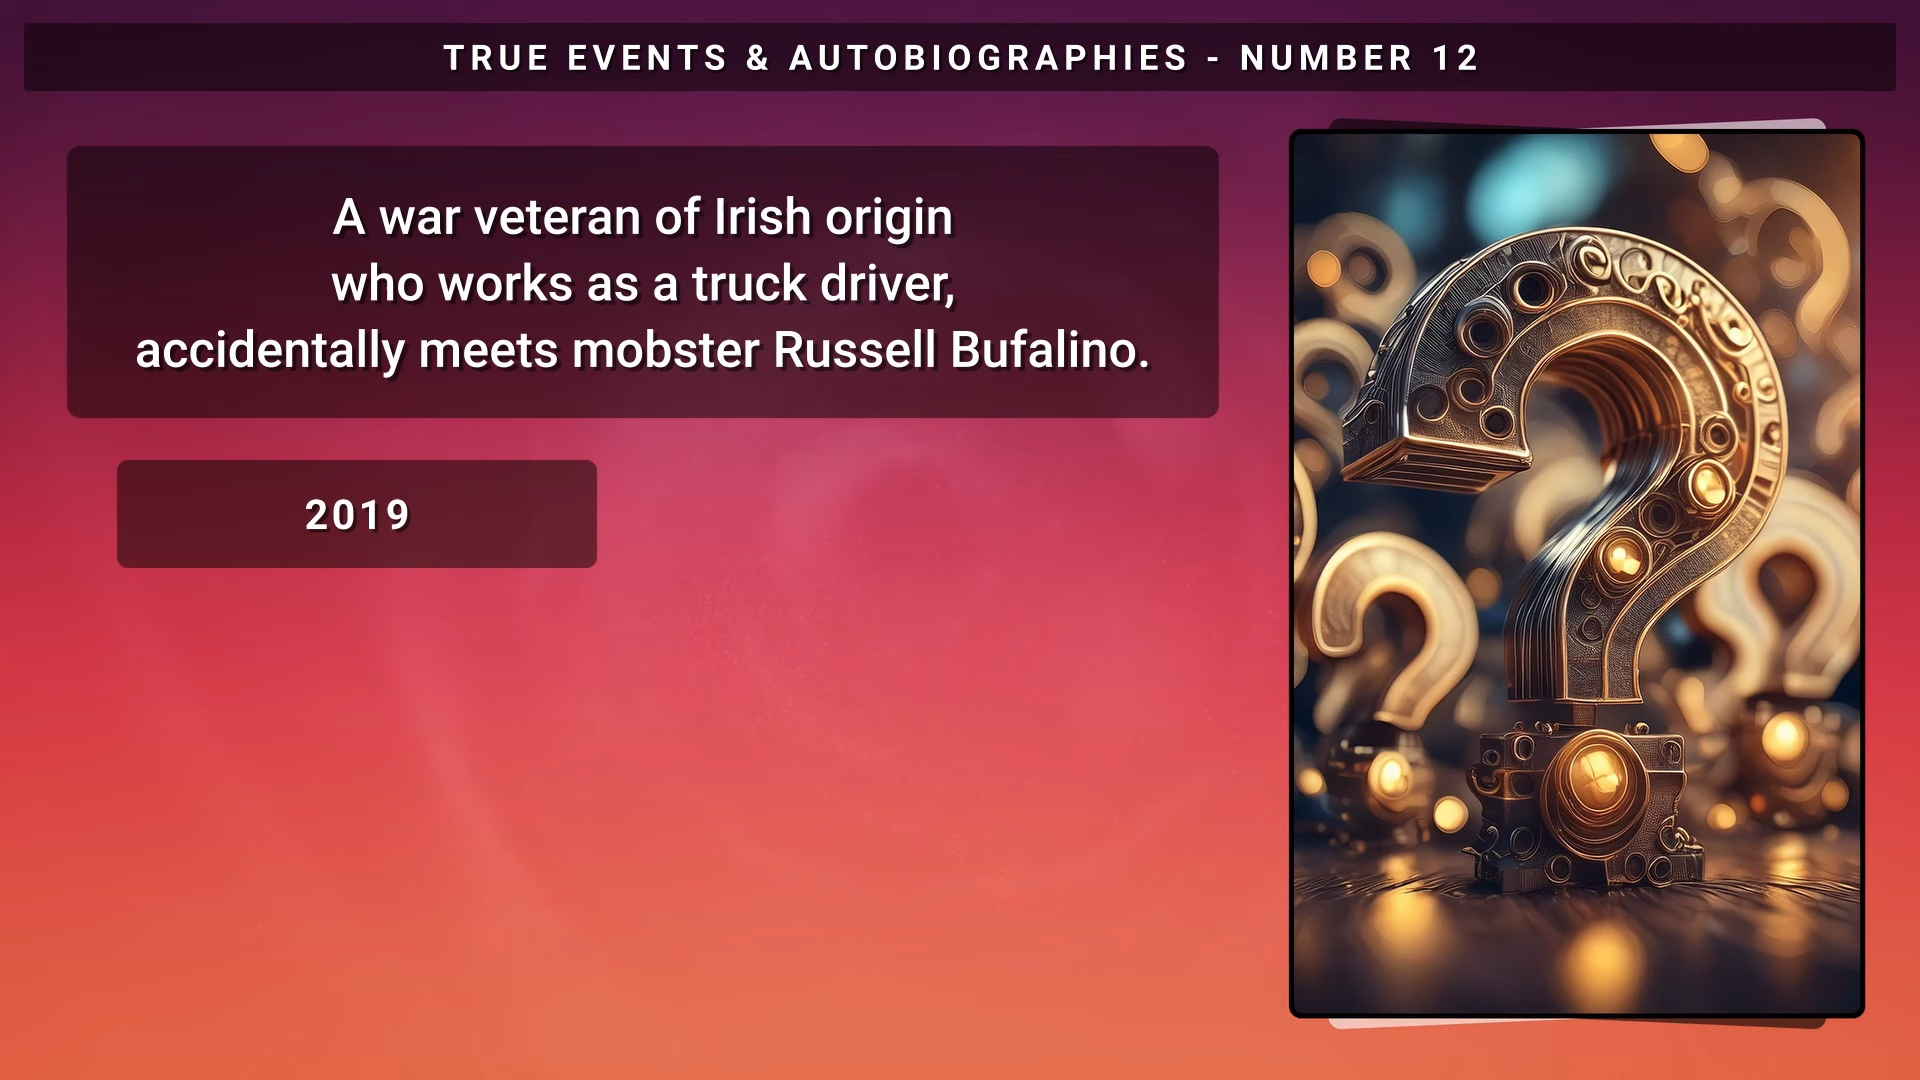 TRUE EVENTS & AUTOBIOGRAPHIES - NUMBER 12
A war veteran of Irish origin
who works as a truck driver,
accidentally meets mobster Russell Bufalino.
2019